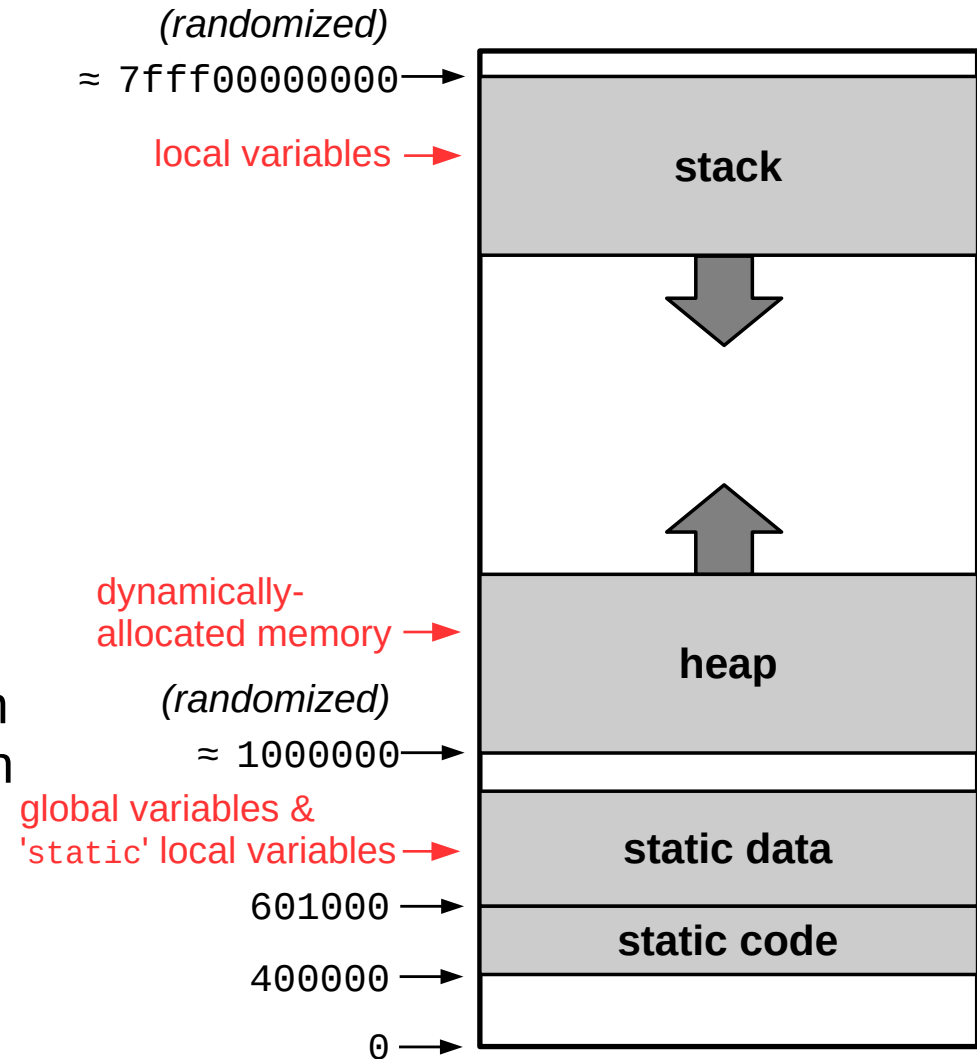 (randomized)
≈ 7fff00000000
local variables
stack
dynamically-
allocated memory
heap
(randomized)
≈ 1000000
global variables &
'static' local variables
static data
601000
static code
400000
0